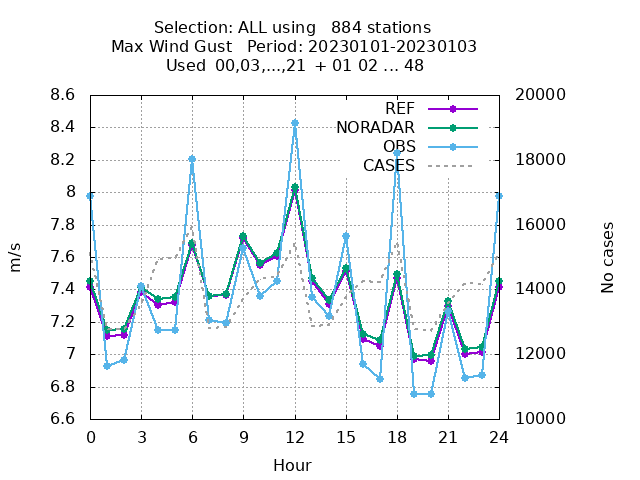 Selection: ALL using   884 stations
Max Wind Gust   Period: 20230101-20230103
Used  00,03,...,21  + 01 02 ... 48
8.6
8.4
8.2
8
7.8
7.6
7.4
7.2
7
6.8
6.6
20000
18000
16000
14000
12000
10000
REF
NORADAR
OBS
CASES
m/s
No cases
0 3 6 9 12 15 18 21 24
Hour